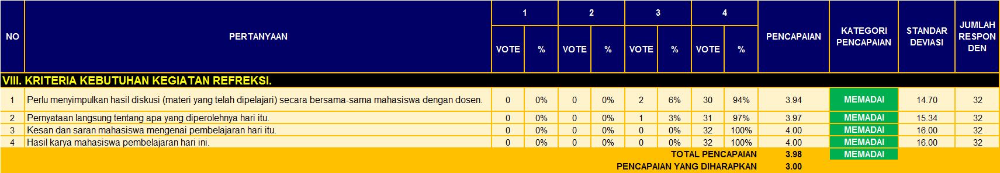 NO PERTANYAAN 1 2 3 4 PENCAPAIAN KATEGORI PENCAPAIAN STANDAR DEVIASI JUMLAH RESPON DEN
VOTE % VOTE % VOTE % VOTE %
VIII. KRITERIA KEBUTUHAN KEGIATAN REFREKSI.
1 Perlu menyimpulkan hasil diskusi (materi yang telah dipelajari) secara bersama-sama mahasiswa dengan dosen. 0 0% 0 0% 2 6% 30 94% 3.94 MEMADAI 14.70 32
2 Pernyataan langsung tentang apa yang diperolehnya hari itu. 0 0% 0 0% 1 3% 31 97% 3.97 MEMADAI 15.34 32
3 Kesan dan saran mahasiswa mengenai pembelajaran hari itu. 0 0% 0 0% 0 0% 32 100% 4.00 MEMADAI 16.00 32
4 Hasil karya mahasiswa pembelajaran hari ini. 0 0% 0 0% 0 0% 32 100% 4.00 MEMADAI 16.00 32
TOTAL PENCAPAIAN 3.98 MEMADAI
PENCAPAIAN YANG DIHARAPKAN 3.00